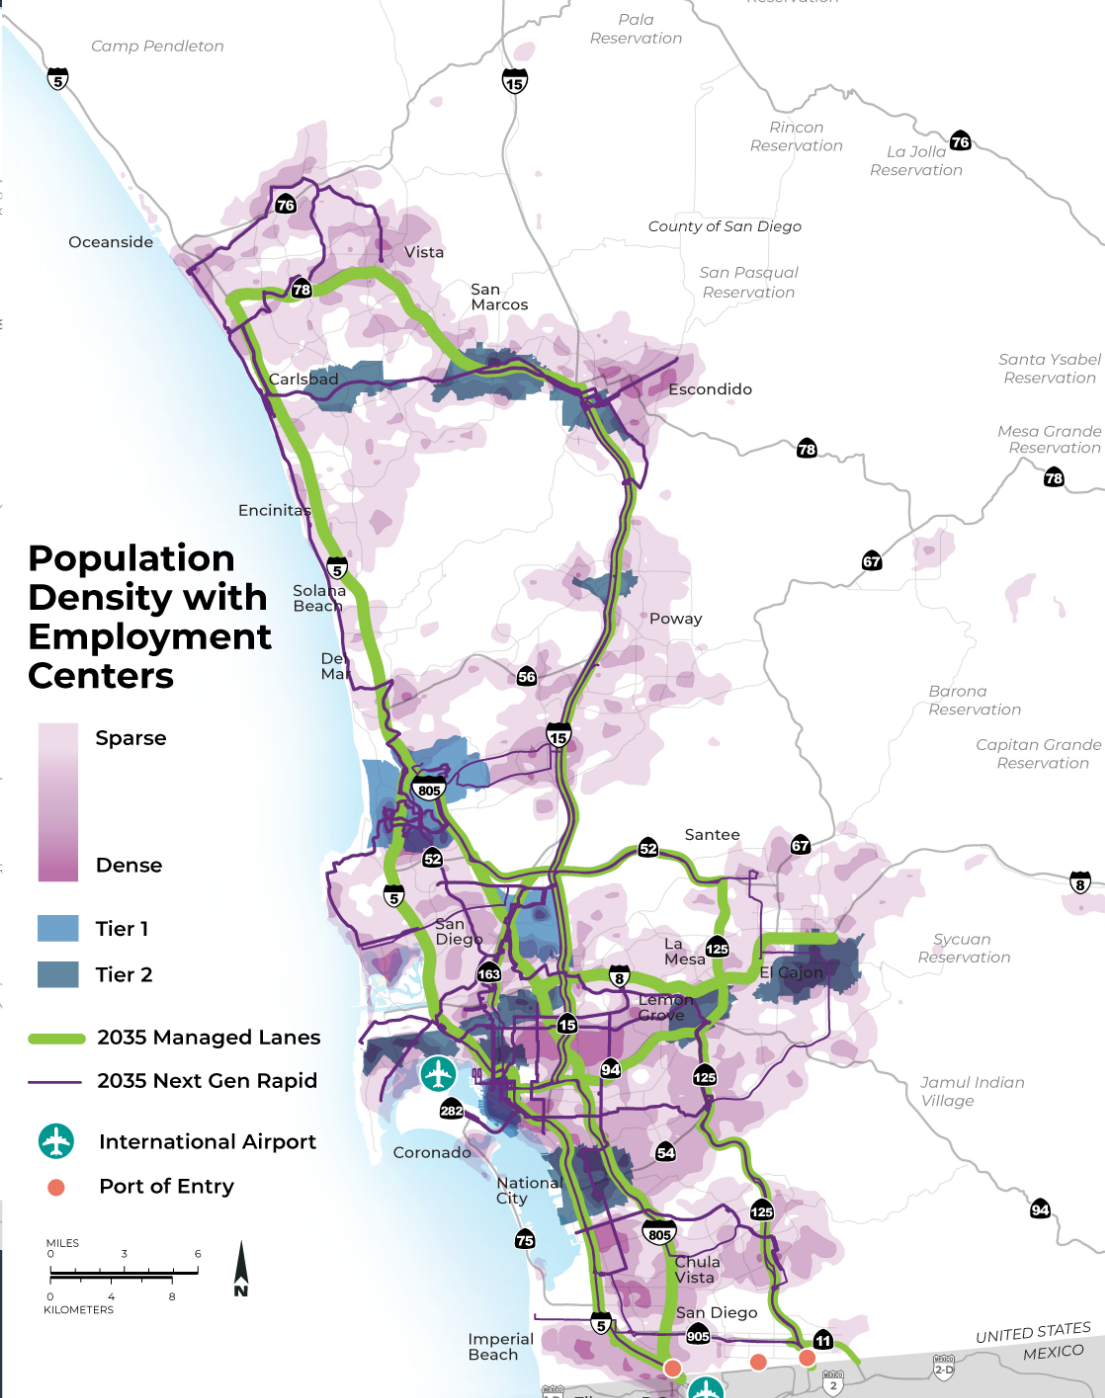 Reservation
Pala
Reservation
Camp Pendleton
5
15
Rincon
Reservation
76
La Jolla
Reservation
76
Oceanside
County of San Diego
Vista
San Pasqual
Reservation
78
San
Marcos
Santa Ysabel
Reservation
Carlsbad
Escondido
Mesa Grande
Reservation
78
78
Encinitas
Population
Density with
Employment
Centers
5
67
Solana
Beach
Poway
Del
Mar
56
Barona
Reservation
15
Sparse
Capitan Grande
Reservation
805
Santee
52
67
52
Dense
5
8
Tier 1
San
Diego
La
Mesa
125
Sycuan
Reservation
Tier 2
163
8
El Cajon
Lemon
Grove
15
2035 Managed Lanes
94
125
2035 Next Gen Rapid
282
Jamul Indian
Village
International Airport
Coronado
54
Port of Entry
National
City
125
94
75
805
MILES
0 3 6
0 4 8
KILOMETERS
N
Chula
Vista
San Diego
5
905
11
Imperial
Beach
UNITED STATES
MEXICO
MEXICO
2-D
MEXICO
2